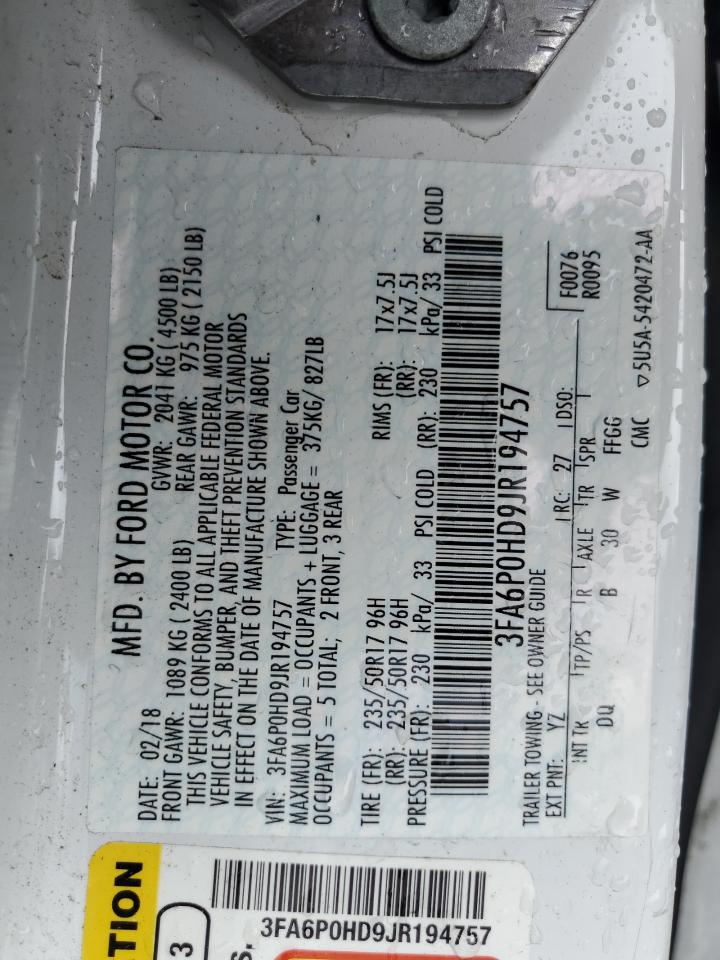 MFD. BY FORD MOTOR CO.
DATE: 02/18 GVWR: 2041 KG ( 4500 LB)
FRONT GAWR: 1089 KG ( 2400 LB) REAR GAWR: 975 KG ( 2150 LB)
THIS VEHICLE CONFORMS TO ALL APPLICABLE FEDERAL MOTOR
VEHICLE SAFETY, BUMPER, AND THEFT PREVENTION STANDARDS
IN EFFECT ON THE DATE OF MANUFACTURE SHOWN ABOVE.
VIN: 3FA6P0HD9JR194757 TYPE: Passenger Car
MAXIMUM LOAD = OCCUPANTS + LUGGAGE = 375KG/ 827LB
OCCUPANTS = 5 TOTAL; 2 FRONT, 3 REAR
TIRE (FR): 235/50R17 96H RIMS (FR): 17x7.5J
(RR): 235/50R17 96H (RR): 17x7.5J
PRESSURE (FR): 230 kPa/ 33 PSI COLD (RR): 230 kPa/ 33 PSI COLD
3FA6P0HD9JR194757
TRAILER TOWING - SEE OWNER GUIDE F0076
EXT PNT: YZ RC: 27 DSO: R0095
INT TR TP/PS R AXLE TR SPR
DQ B 30 W FFGG
CMC ▽5U5A-5420472-AA
TION
3
S.
3FA6P0HD9JR194757